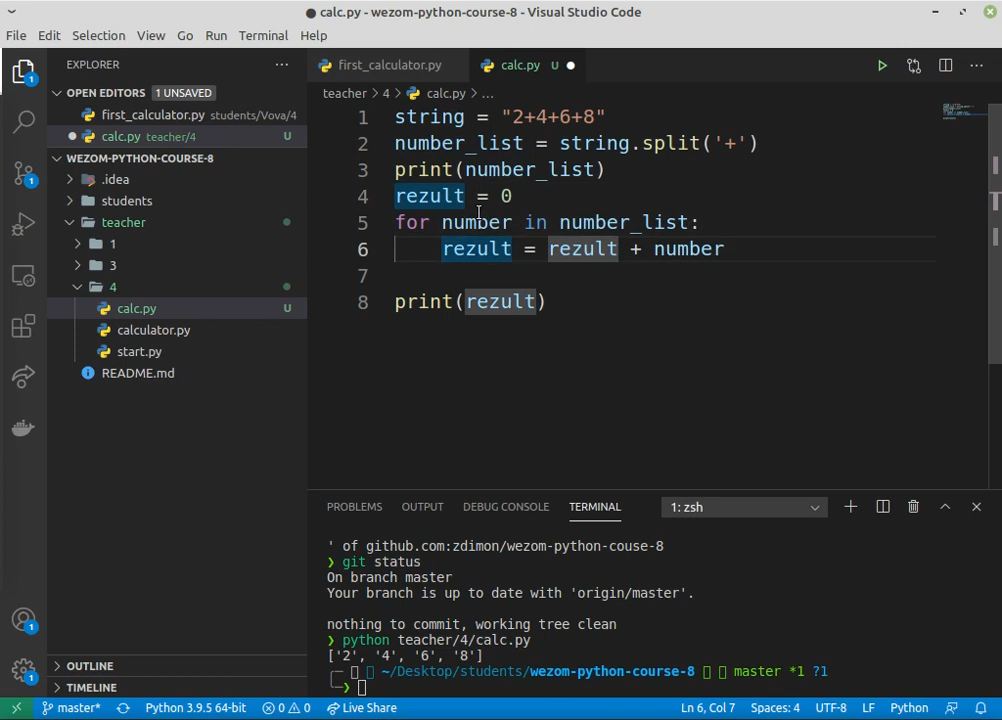 calc.py - wezom-python-course-8 - Visual Studio Code
File Edit Selection View Go Run Terminal Help
EXPLORER
OPEN EDITORS 1 UNSAVED
first_calculator.py students/Vova/4
calc.py teacher/4 U
WEZOM-PYTHON-COURSE-8
.idea
students
teacher
1
3
4
calc.py U
calculator.py
start.py
README.md
OUTLINE
TIMELINE
1
1
1
1
first_calculator.py calc.py U
teacher > 4 > calc.py > ...
1 string = "2+4+6+8"
2 number_list = string.split('+')
3 print(number_list)
4 rezult = 0
5 for number in number_list:
6 rezult = rezult + number
7
8 print(rezult)
PROBLEMS OUTPUT DEBUG CONSOLE TERMINAL 1: zsh
' of github.com:zdimon/wezom-python-couse-8
❯ git status
On branch master
Your branch is up to date with 'origin/master'.
nothing to commit, working tree clean
❯ python teacher/4/calc.py
['2', '4', '6', '8']
~/Desktop/students/wezom-python-course-8 master *1 ?1
❯
master* Python 3.9.5 64-bit 0 0 Live Share Ln 6, Col 7 Spaces: 4 UTF-8 LF Python